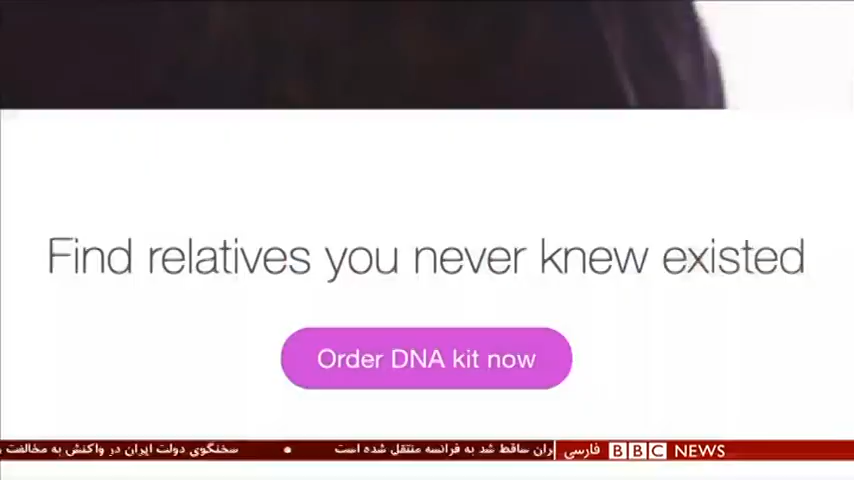 Find relatives you never knew existed
Order DNA kit now
سخنگوی دولت ایران در واکنش به مخالفت • ران ساقط شد به فرانسه منتقل شده است فارسی BBC NEWS